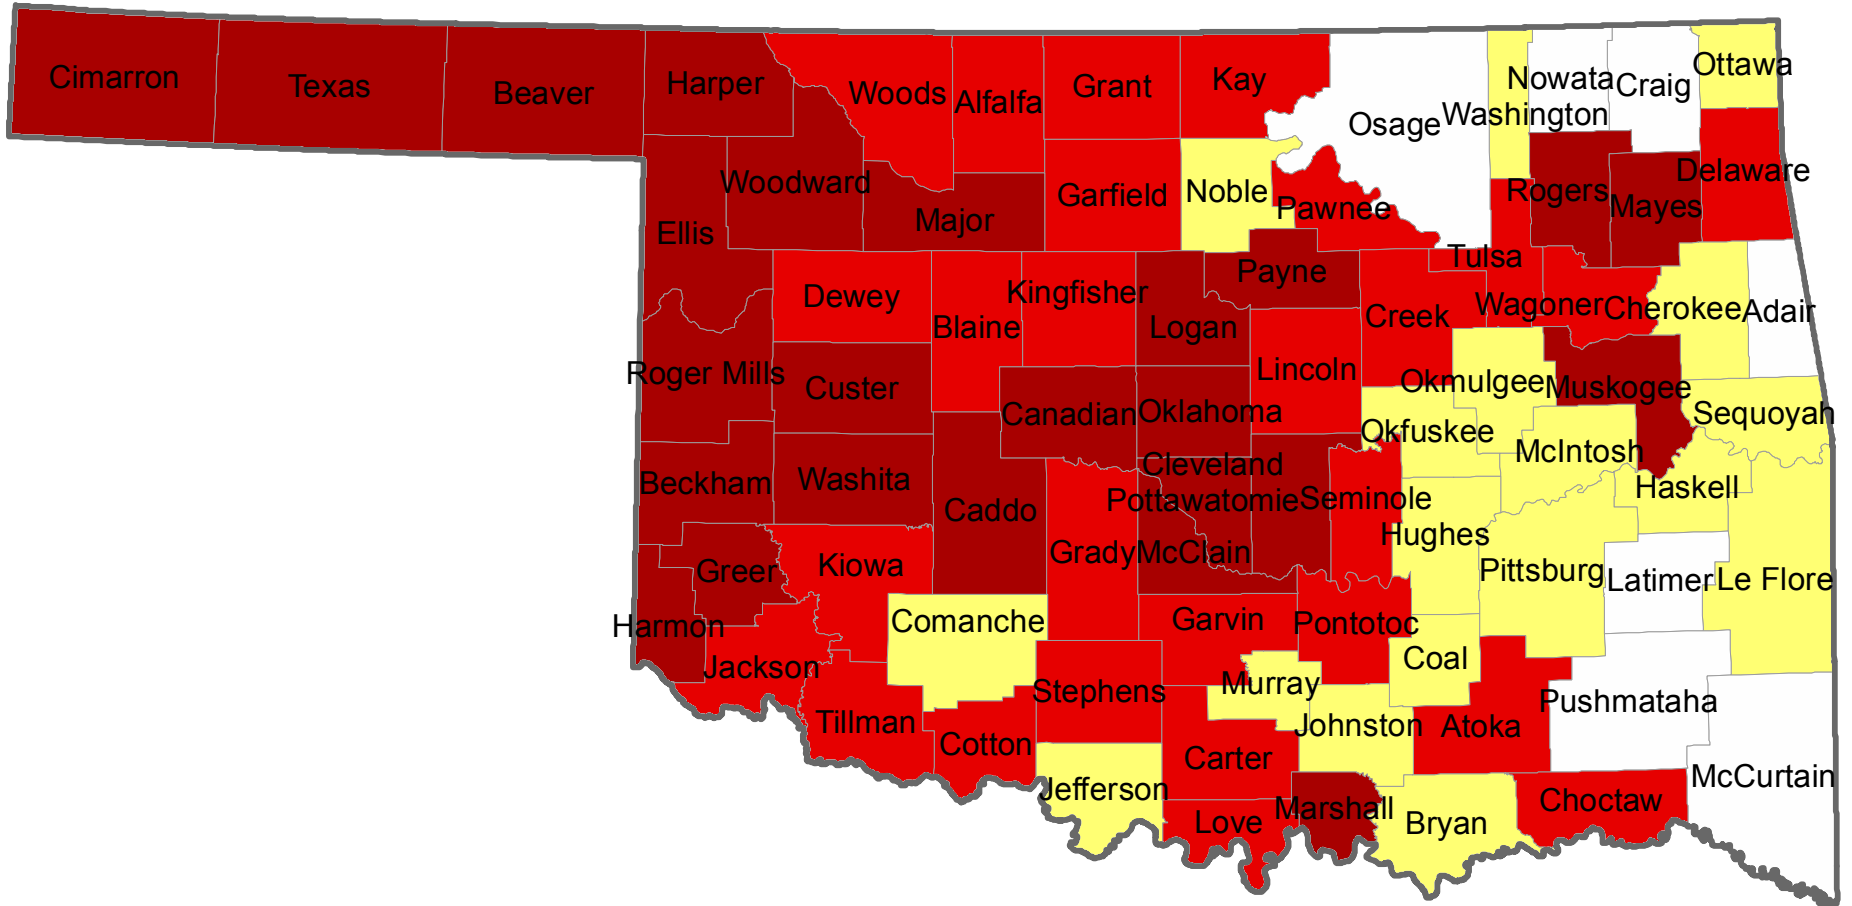 Cimarron
Texas
Beaver
Harper
Woods
Alfalfa
Grant
Kay
Osage
Washington
Nowata
Craig
Ottawa
Delaware
Woodward
Ellis
Major
Garfield
Noble
Pawnee
Rogers
Mayes
Tulsa
Payne
Dewey
Blaine
Kingfisher
Logan
Creek
Wagoner
Cherokee
Adair
Roger Mills
Custer
Canadian
Oklahoma
Lincoln
Okmulgee
Muskogee
Sequoyah
Okfuskee
McIntosh
Haskell
Beckham
Washita
Caddo
Cleveland
Pottawatomie
Seminole
Hughes
Grady
McClain
Greer
Kiowa
Pittsburg
Latimer
Le Flore
Harmon
Jackson
Comanche
Garvin
Pontotoc
Coal
Tillman
Cotton
Stephens
Murray
Johnston
Atoka
Pushmataha
McCurtain
Jefferson
Carter
Love
Marshall
Bryan
Choctaw